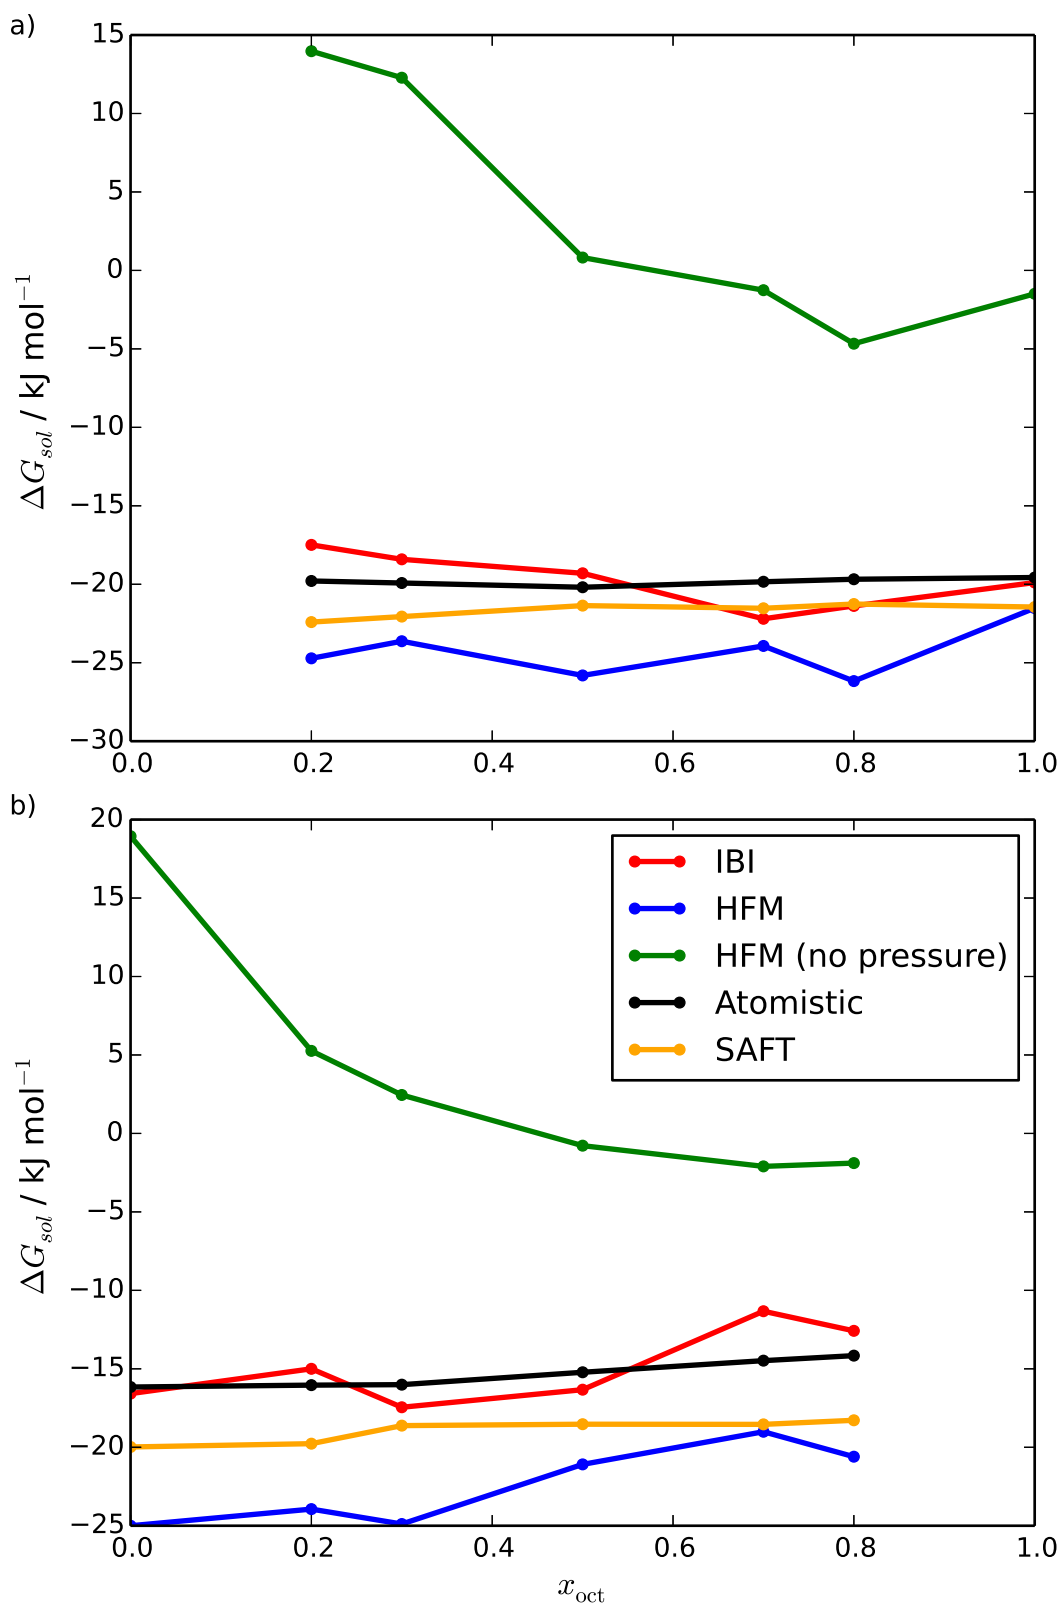 a)
15
10
5
0
−5
−10
−15
−20
−25
−30
ΔG_sol / kJ mol⁻¹
0.0 0.2 0.4 0.6 0.8 1.0
b)
20
15
10
5
0
−5
−10
−15
−20
−25
ΔG_sol / kJ mol⁻¹
IBI
HFM
HFM (no pressure)
Atomistic
SAFT
0.0 0.2 0.4 0.6 0.8 1.0
x_oct